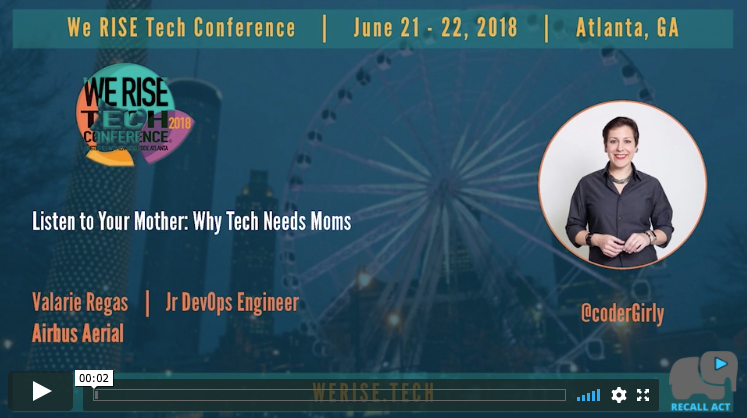 We RISE Tech Conference | June 21 - 22, 2018 | Atlanta, GA
WE RISE
TECH
2018
CONFERENCE
Listen to Your Mother: Why Tech Needs Moms
Valarie Regas | Jr DevOps Engineer
Airbus Aerial
@coderGirly
00:02
WERISE.TECH
RECALL ACT